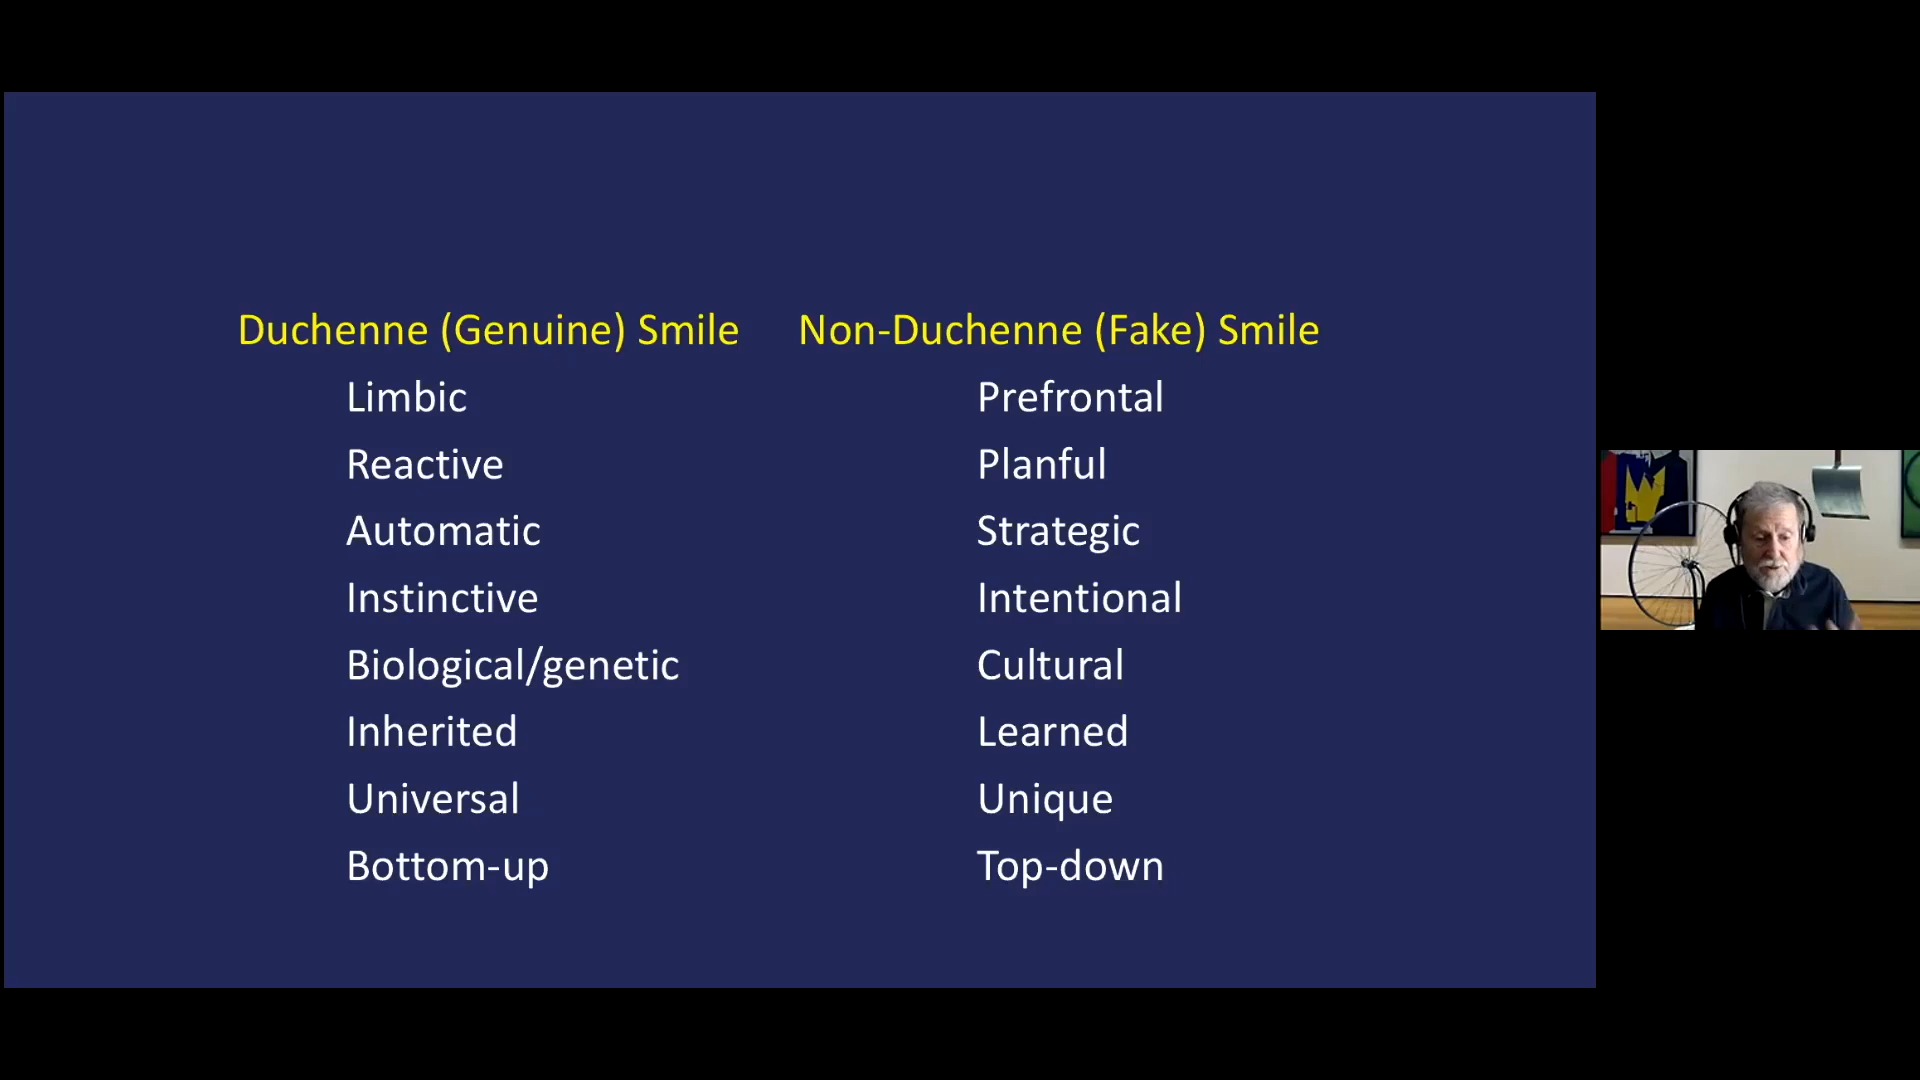 Duchenne (Genuine) Smile Non-Duchenne (Fake) Smile
Limbic Prefrontal
Reactive Planful
Automatic Strategic
Instinctive Intentional
Biological/genetic Cultural
Inherited Learned
Universal Unique
Bottom-up Top-down